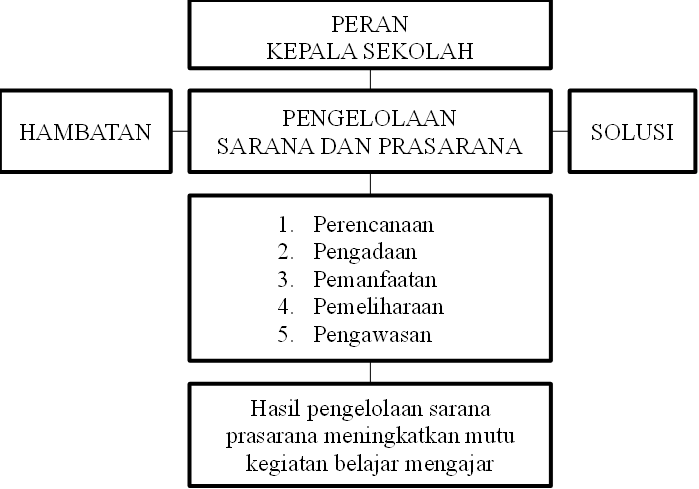 PERAN
KEPALA SEKOLAH
HAMBATAN
PENGELOLAAN
SARANA DAN PRASARANA
SOLUSI
1. Perencanaan
2. Pengadaan
3. Pemanfaatan
4. Pemeliharaan
5. Pengawasan
Hasil pengelolaan sarana
prasarana meningkatkan mutu
kegiatan belajar mengajar